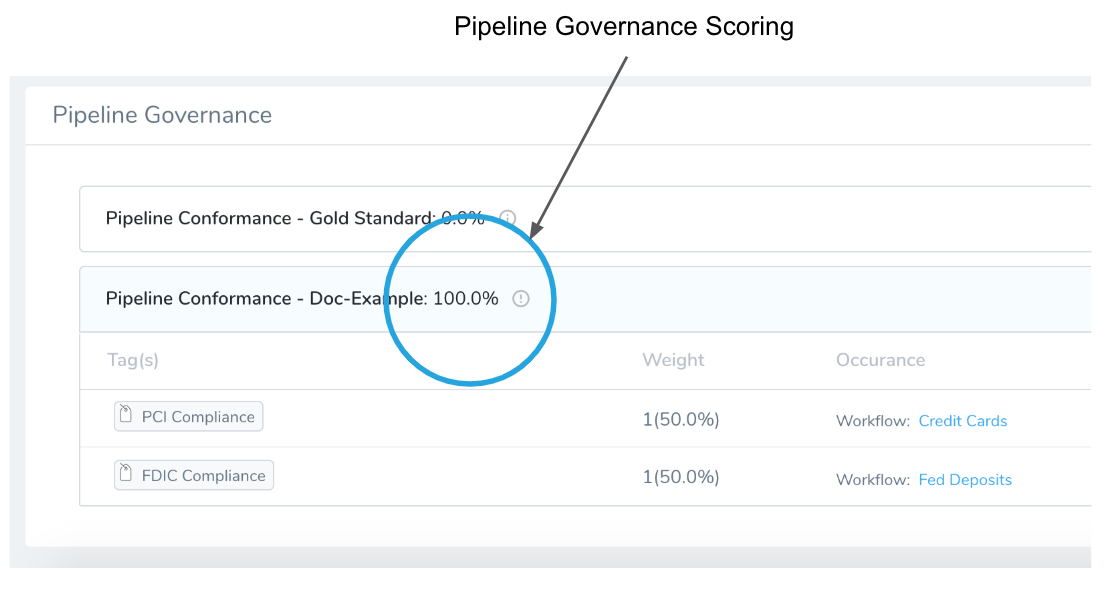 Pipeline Governance Scoring
Pipeline Governance
Pipeline Conformance - Gold Standard: 0.0%
Pipeline Conformance - Doc-Example: 100.0%
Tag(s) Weight Occurance
PCI Compliance 1(50.0%) Workflow: Credit Cards
FDIC Compliance 1(50.0%) Workflow: Fed Deposits